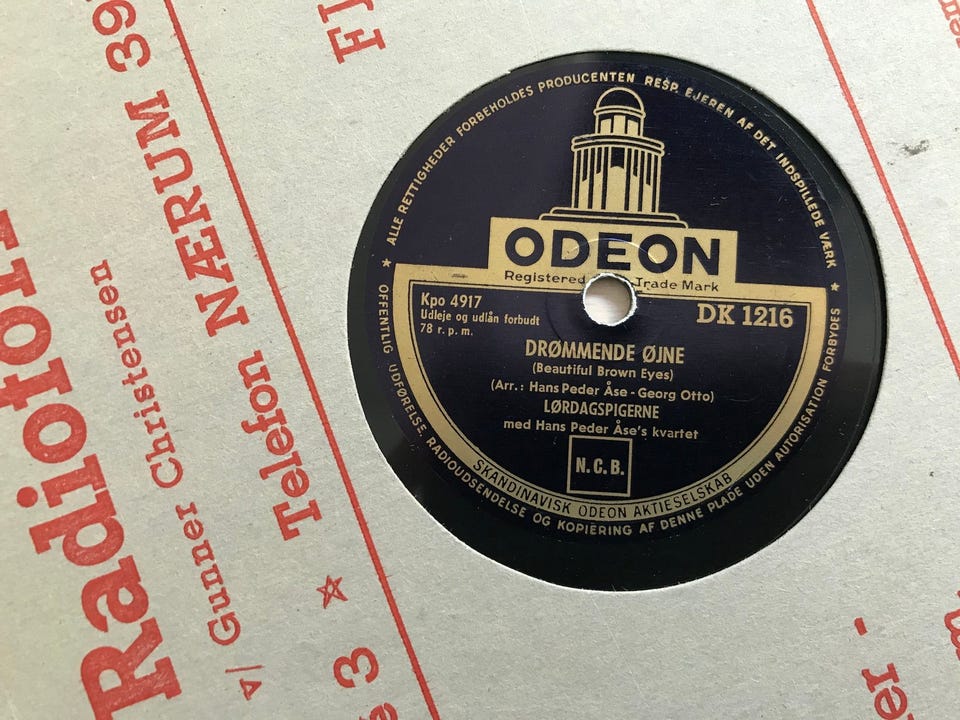 ALLE RETTIGHEDER FORBEHOLDES PRODUCENTEN RESP. EJEREN AF DET INDSPILLEDE VÆRK
ODEON
Registered Trade Mark
Kpo 4917
DK 1216
Udleje og udlån forbudt
78 r. p. m.
DRØMMENDE ØJNE
(Beautiful Brown Eyes)
(Arr.: Hans Peder Åse - Georg Otto)
LØRDAGSPIGERNE
med Hans Peder Åse's kvartet
N.C.B.
SKANDINAVISK ODEON AKTIESELSKAB
OFFENTLIG UDFØRELSE, RADIOUDSENDELSE OG KOPIERING AF DENNE PLADE UDEN AUTORISATION FORBYDES
v/ Gunner Christensen
Telefon NÆRUM 39
3